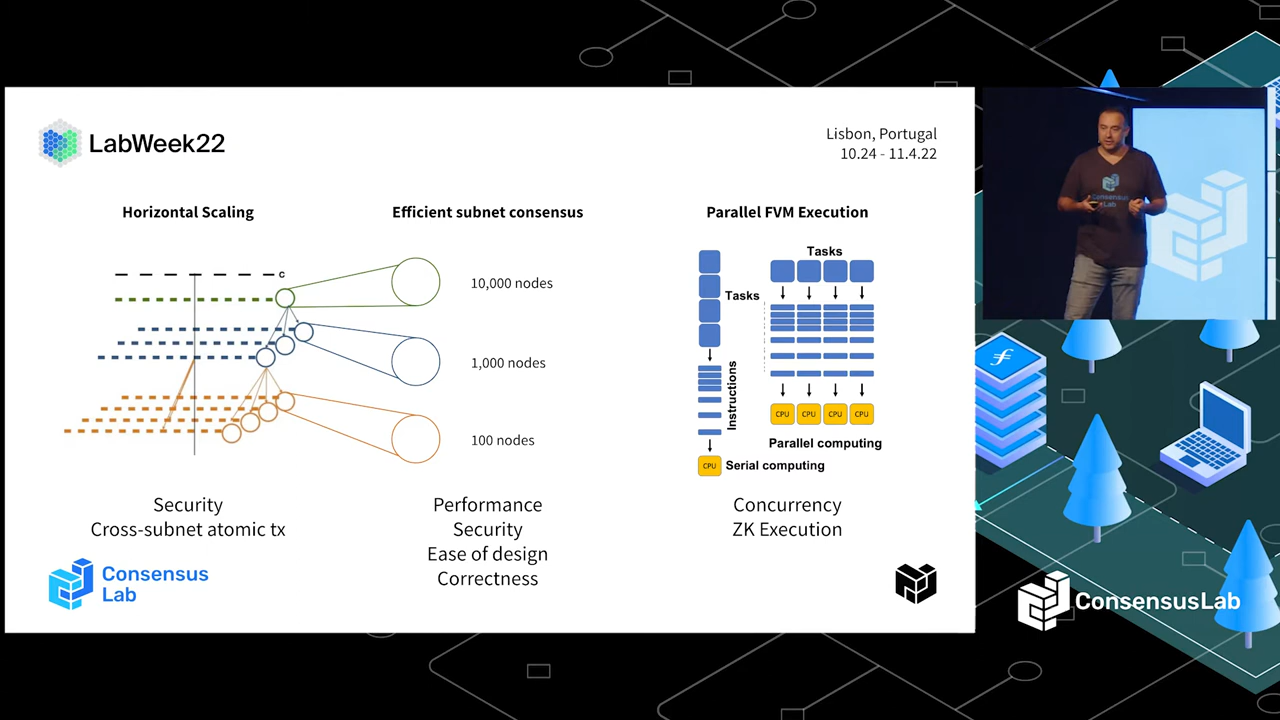 LabWeek22
Lisbon, Portugal
10.24 - 11.4.22
Horizontal Scaling
Efficient subnet consensus
Parallel FVM Execution
C
10,000 nodes
1,000 nodes
100 nodes
Tasks
Tasks
Instructions
CPU
CPU
CPU
CPU
Parallel computing
CPU
Serial computing
Security
Cross-subnet atomic tx
Performance
Security
Ease of design
Correctness
Concurrency
ZK Execution
Consensus
Lab
Consensus
Lab
ConsensusLab